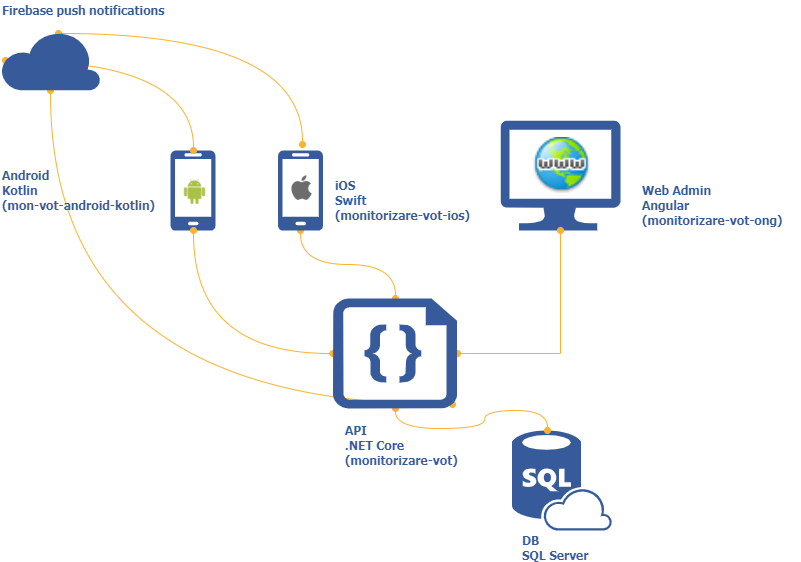 Firebase push notifications
Android
Kotlin
(mon-vot-android-kotlin)
iOS
Swift
(monitorizare-vot-ios)
www
Web Admin
Angular
(monitorizare-vot-ong)
{}
API
.NET Core
(monitorizare-vot)
SQL
DB
SQL Server